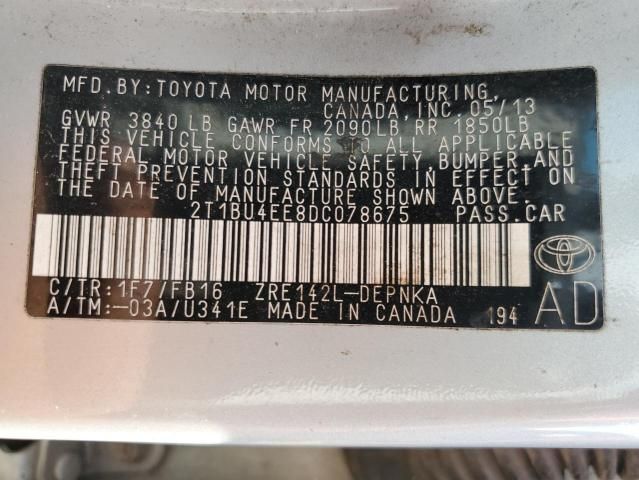 MFD. BY: TOYOTA MOTOR MANUFACTURING,
CANADA, INC. 05/13
GVWR 3840 LB GAWR FR 2090LB RR 1850LB
THIS VEHICLE CONFORMS TO ALL APPLICABLE
FEDERAL MOTOR VEHICLE SAFETY, BUMPER AND
THEFT PREVENTION STANDARDS IN EFFECT ON
THE DATE OF MANUFACTURE SHOWN ABOVE.
2T1BU4EE8DC078675 PASS.CAR
C/TR: 1F7/FB16 ZRE142L-DEPNKA
A/TM:-03A/U341E MADE IN CANADA 194
AD